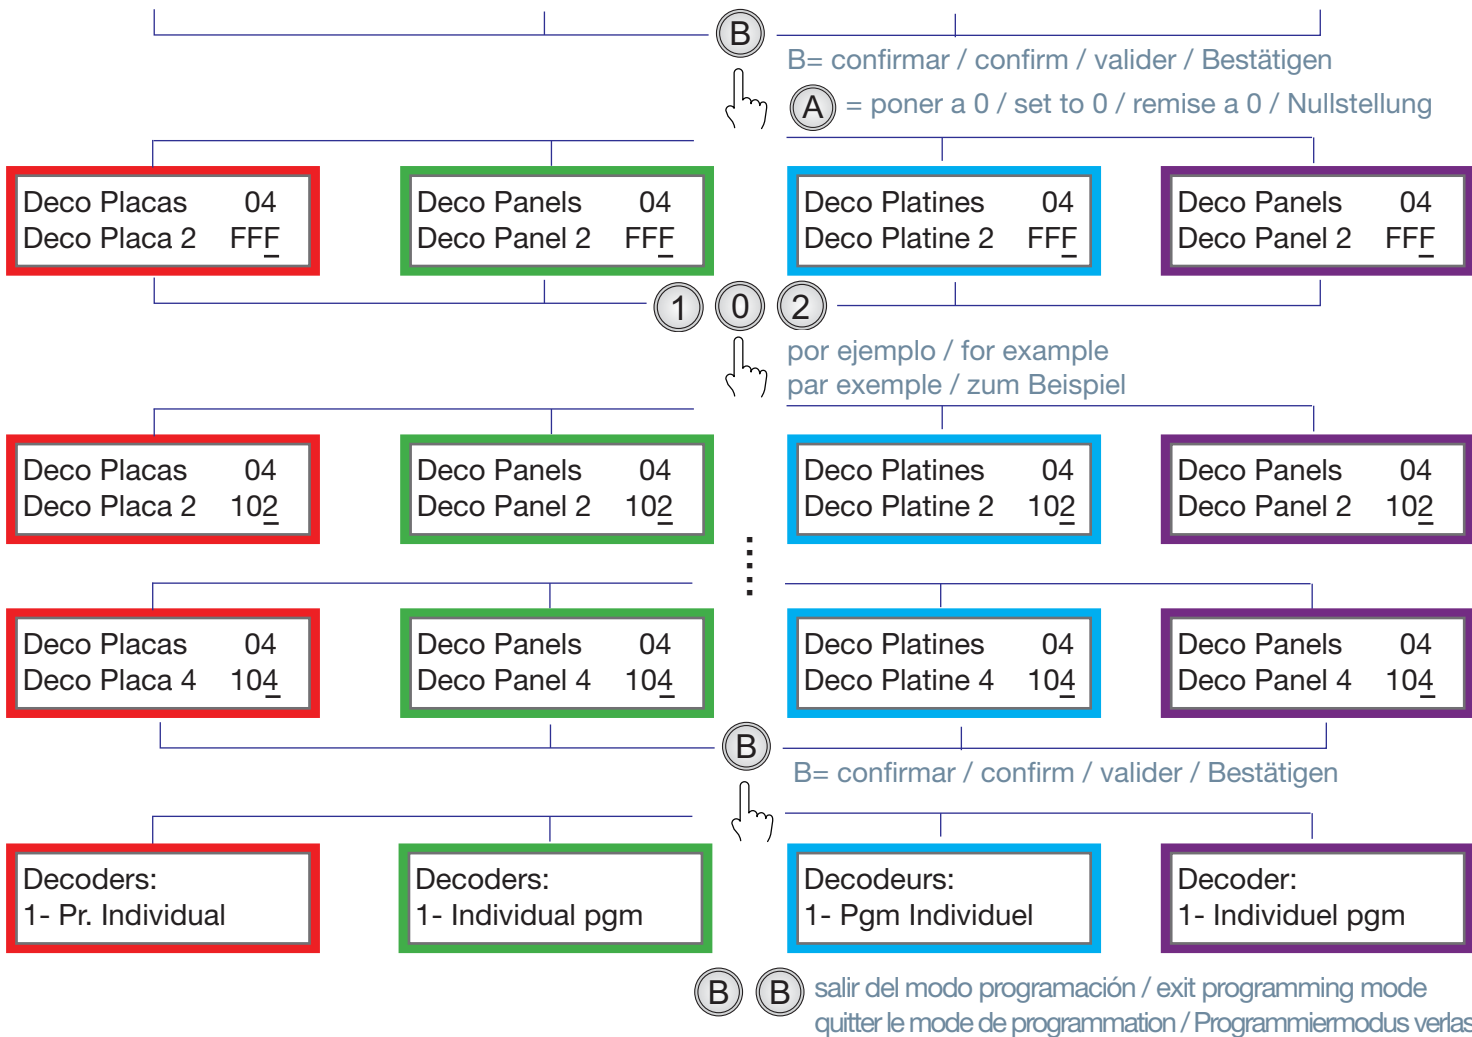 B
B= confirmar / confirm / valider / Bestätigen
A = poner a 0 / set to 0 / remise a 0 / Nullstellung
Deco Placas 04
Deco Placa 2 FFF
Deco Panels 04
Deco Panel 2 FFF
Deco Platines 04
Deco Platine 2 FFF
Deco Panels 04
Deco Panel 2 FFF
1 0 2
por ejemplo / for example
par exemple / zum Beispiel
Deco Placas 04
Deco Placa 2 102
Deco Panels 04
Deco Panel 2 102
Deco Platines 04
Deco Platine 2 102
Deco Panels 04
Deco Panel 2 102
Deco Placas 04
Deco Placa 4 104
Deco Panels 04
Deco Panel 4 104
Deco Platines 04
Deco Platine 4 104
Deco Panels 04
Deco Panel 4 104
B
B= confirmar / confirm / valider / Bestätigen
Decoders:
1- Pr. Individual
Decoders:
1- Individual pgm
Decodeurs:
1- Pgm Individuel
Decoder:
1- Individuel pgm
B B salir del modo programación / exit programming mode
quitter le mode de programmation / Programmiermodus verlas